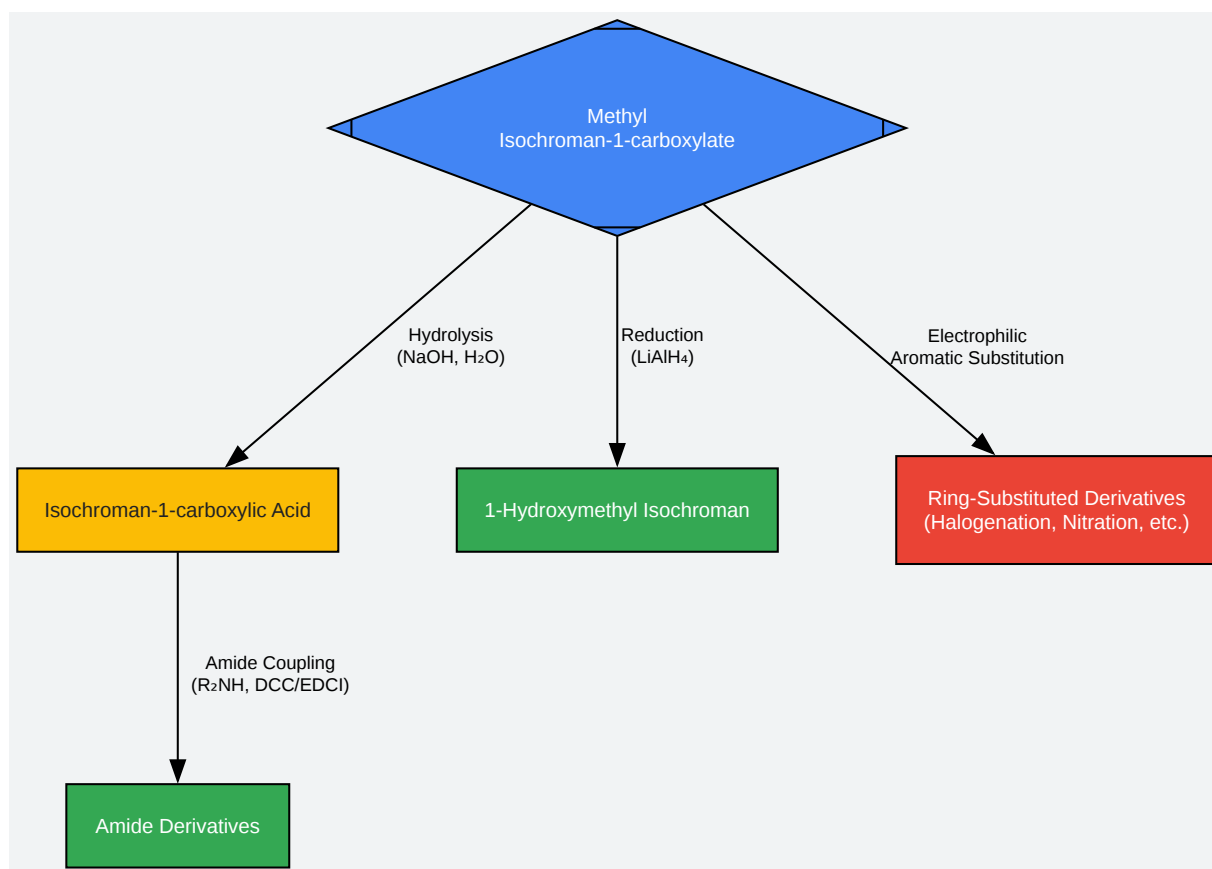 Methyl
Isochroman-1-carboxylate
Hydrolysis
(NaOH, H₂O)
Reduction
(LiAlH₄)
Electrophilic
Aromatic Substitution
Isochroman-1-carboxylic Acid
1-Hydroxymethyl Isochroman
Ring-Substituted Derivatives
(Halogenation, Nitration, etc.)
Amide Coupling
(R₂NH, DCC/EDCI)
Amide Derivatives